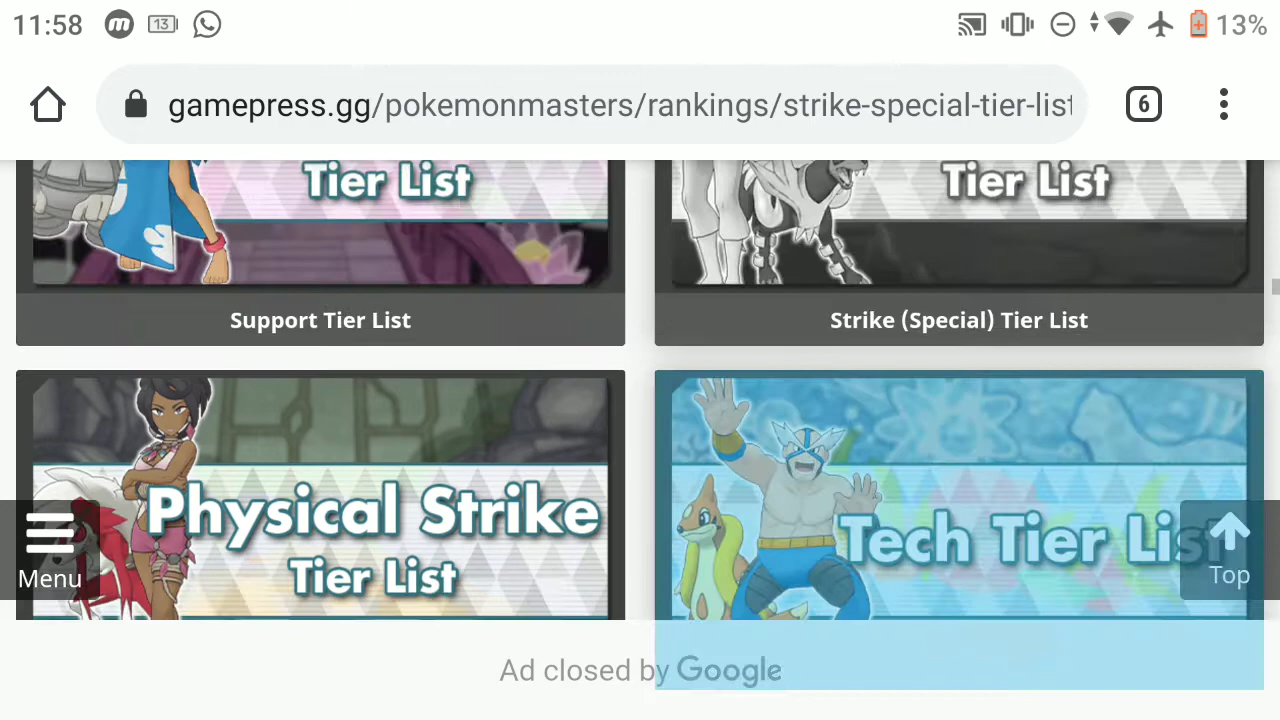 11:58 m 13 13%
gamepress.gg/pokemonmasters/rankings/strike-special-tier-list 6
Tier List
Tier List
Support Tier List
Strike (Special) Tier List
Physical Strike
Tier List
Tech Tier List
Menu
Top
Ad closed by Google